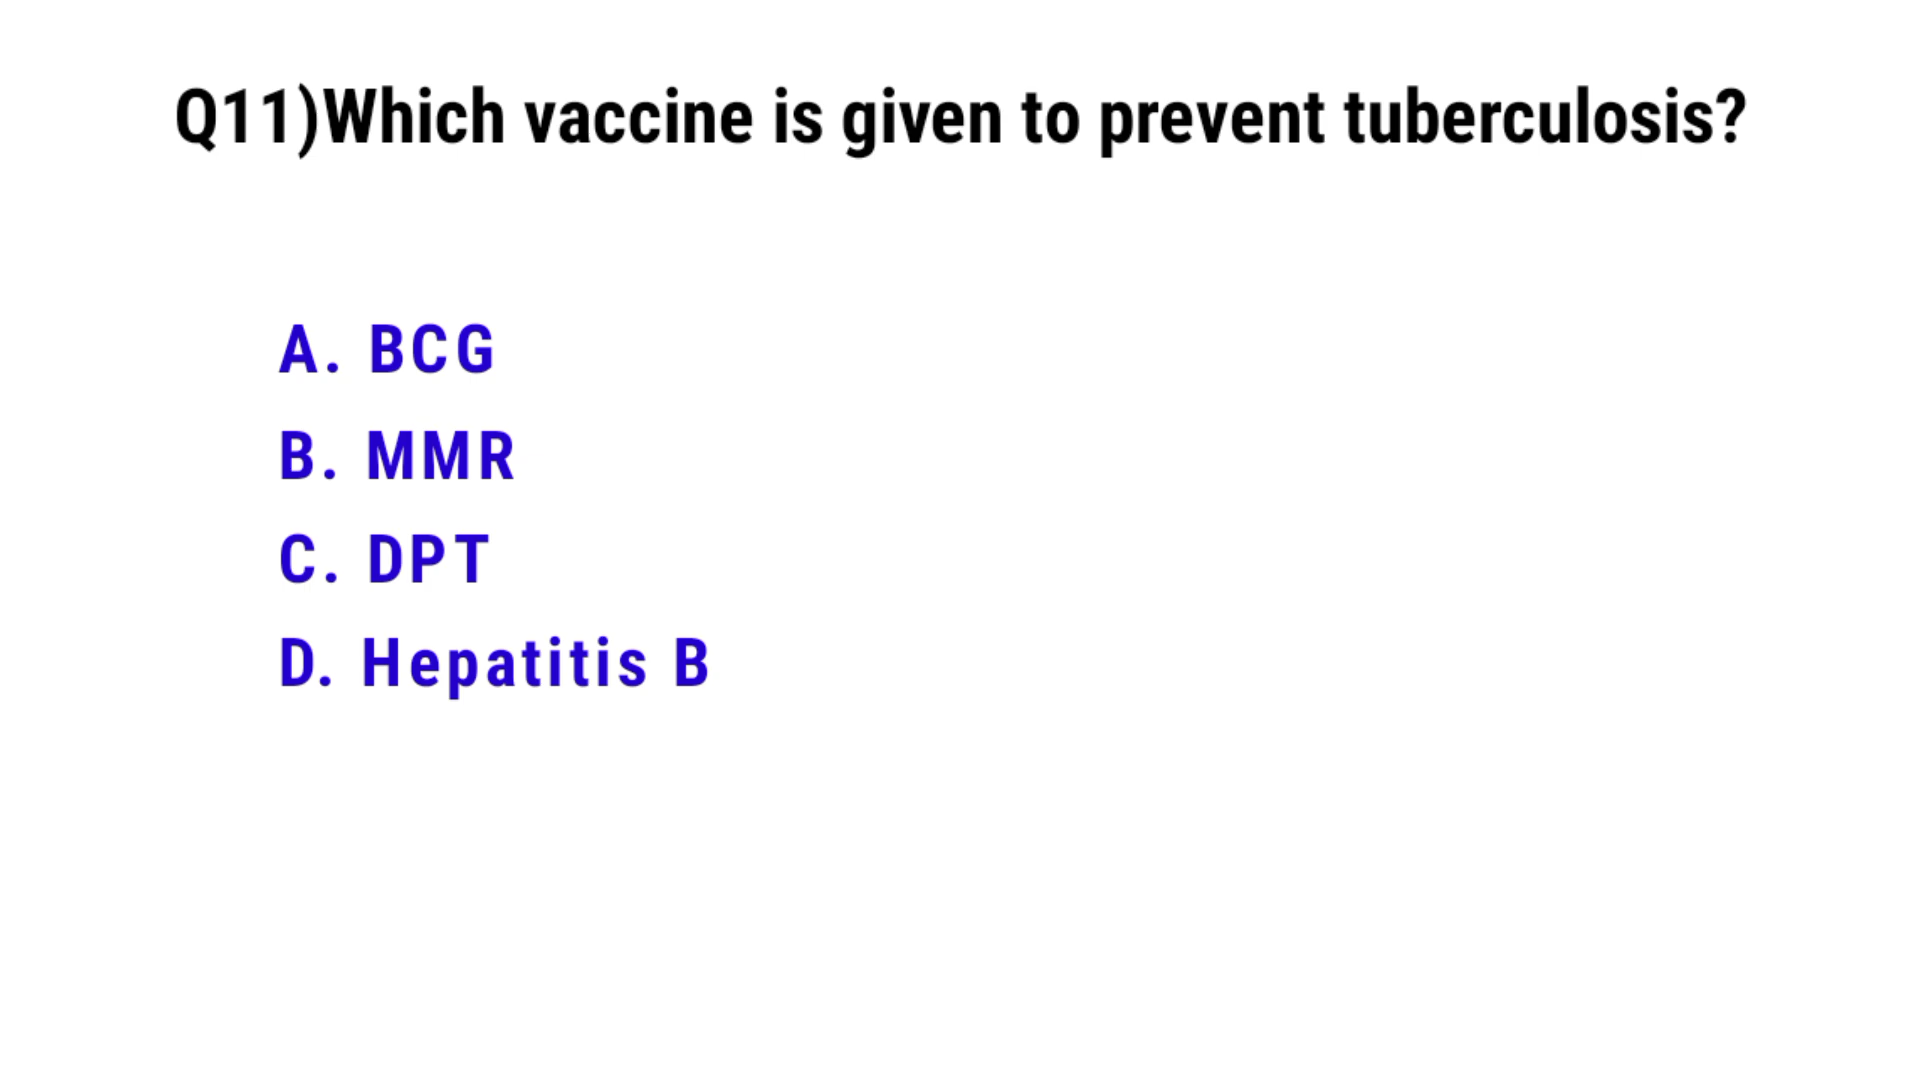 Q11)Which vaccine is given to prevent tuberculosis?
A. BCG
B. MMR
C. DPT
D. Hepatitis B